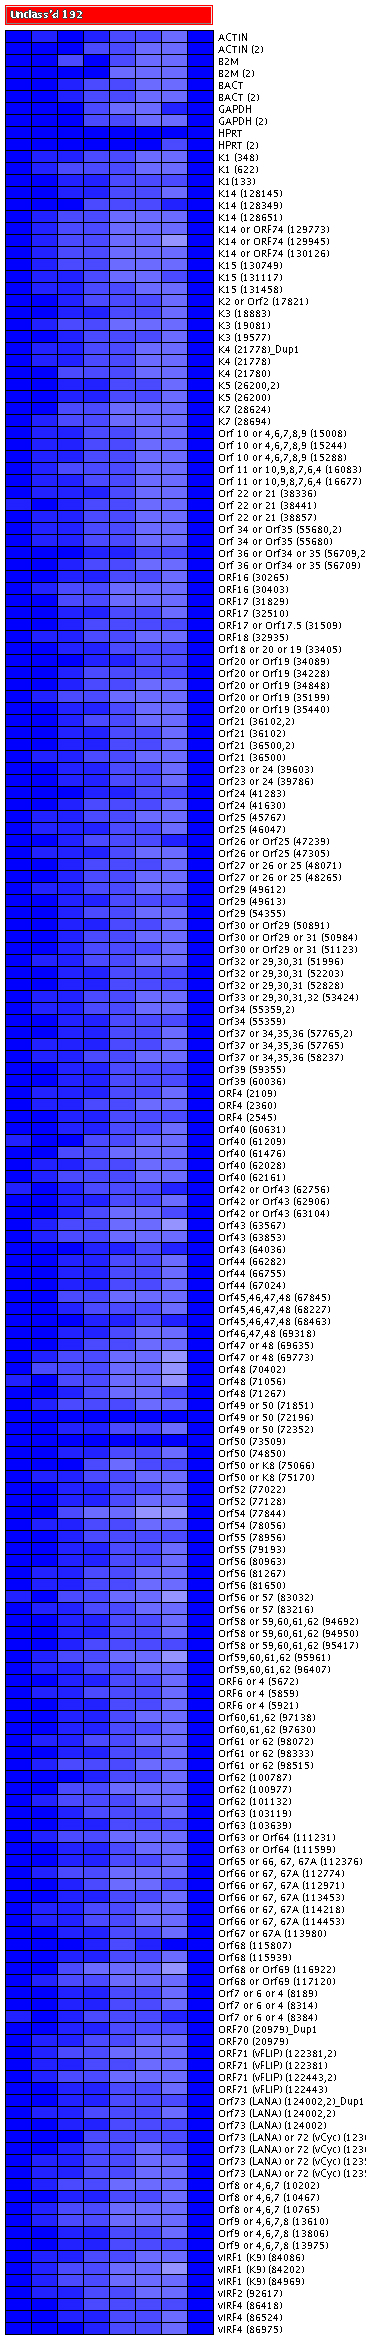 Unclass'd 192
ACTIN
ACTIN (2)
B2M
B2M (2)
BACT
BACT (2)
GAPDH
GAPDH (2)
HPRT
HPRT (2)
K1 (348)
K1 (622)
K1(133)
K14 (128145)
K14 (128349)
K14 (128651)
K14 or ORF74 (129773)
K14 or ORF74 (129945)
K14 or ORF74 (130126)
K15 (130749)
K15 (131117)
K15 (131458)
K2 or Orf2 (17821)
K3 (18883)
K3 (19081)
K3 (19577)
K4 (21778)_Dup1
K4 (21778)
K4 (21780)
K5 (26200,2)
K5 (26200)
K7 (28624)
K7 (28694)
Orf 10 or 4,6,7,8,9 (15008)
Orf 10 or 4,6,7,8,9 (15244)
Orf 10 or 4,6,7,8,9 (15288)
Orf 11 or 10,9,8,7,6,4 (16083)
Orf 11 or 10,9,8,7,6,4 (16677)
Orf 22 or 21 (38336)
Orf 22 or 21 (38441)
Orf 22 or 21 (38857)
Orf 34 or Orf35 (55680,2)
Orf 34 or Orf35 (55680)
Orf 36 or Orf34 or 35 (56709,2
Orf 36 or Orf34 or 35 (56709)
ORF16 (30265)
ORF16 (30403)
ORF17 (31829)
ORF17 (32510)
ORF17 or Orf17.5 (31509)
ORF18 (32935)
Orf18 or 20 or 19 (33405)
Orf20 or Orf19 (34089)
Orf20 or Orf19 (34228)
Orf20 or Orf19 (34848)
Orf20 or Orf19 (35199)
Orf20 or Orf19 (35440)
Orf21 (36102,2)
Orf21 (36102)
Orf21 (36500,2)
Orf21 (36500)
Orf23 or 24 (39603)
Orf23 or 24 (39786)
Orf24 (41283)
Orf24 (41630)
Orf25 (45767)
Orf25 (46047)
Orf26 or Orf25 (47239)
Orf26 or Orf25 (47305)
Orf27 or 26 or 25 (48071)
Orf27 or 26 or 25 (48265)
Orf29 (49612)
Orf29 (49613)
Orf29 (54355)
Orf30 or Orf29 (50891)
Orf30 or Orf29 or 31 (50984)
Orf30 or Orf29 or 31 (51123)
Orf32 or 29,30,31 (51996)
Orf32 or 29,30,31 (52203)
Orf32 or 29,30,31 (52828)
Orf33 or 29,30,31,32 (53424)
Orf34 (55359,2)
Orf34 (55359)
Orf37 or 34,35,36 (57765,2)
Orf37 or 34,35,36 (57765)
Orf37 or 34,35,36 (58237)
Orf39 (59355)
Orf39 (60036)
ORF4 (2109)
ORF4 (2360)
ORF4 (2545)
Orf40 (60631)
Orf40 (61209)
Orf40 (61476)
Orf40 (62028)
Orf40 (62161)
Orf42 or Orf43 (62756)
Orf42 or Orf43 (62906)
Orf42 or Orf43 (63104)
Orf43 (63567)
Orf43 (63853)
Orf43 (64036)
Orf44 (66282)
Orf44 (66755)
Orf44 (67024)
Orf45,46,47,48 (67845)
Orf45,46,47,48 (68227)
Orf45,46,47,48 (68463)
Orf46,47,48 (69318)
Orf47 or 48 (69635)
Orf47 or 48 (69773)
Orf48 (70402)
Orf48 (71056)
Orf48 (71267)
Orf49 or 50 (71851)
Orf49 or 50 (72196)
Orf49 or 50 (72352)
Orf50 (73509)
Orf50 (74850)
Orf50 or K8 (75066)
Orf50 or K8 (75170)
Orf52 (77022)
Orf52 (77128)
Orf54 (77844)
Orf54 (78056)
Orf55 (78956)
Orf55 (79193)
Orf56 (80963)
Orf56 (81267)
Orf56 (81650)
Orf56 or 57 (83032)
Orf56 or 57 (83216)
Orf58 or 59,60,61,62 (94692)
Orf58 or 59,60,61,62 (94950)
Orf58 or 59,60,61,62 (95417)
Orf59,60,61,62 (95961)
Orf59,60,61,62 (96407)
ORF6 or 4 (5672)
ORF6 or 4 (5859)
ORF6 or 4 (5921)
Orf60,61,62 (97138)
Orf60,61,62 (97630)
Orf61 or 62 (98072)
Orf61 or 62 (98333)
Orf61 or 62 (98515)
Orf62 (100787)
Orf62 (100977)
Orf62 (101132)
Orf63 (103119)
Orf63 (103639)
Orf63 or Orf64 (111231)
Orf63 or Orf64 (111599)
Orf65 or 66, 67, 67A (112376)
Orf66 or 67, 67A (112774)
Orf66 or 67, 67A (112971)
Orf66 or 67, 67A (113453)
Orf66 or 67, 67A (114218)
Orf66 or 67, 67A (114453)
Orf67 or 67A (113980)
Orf68 (115807)
Orf68 (115939)
Orf68 or Orf69 (116922)
Orf68 or Orf69 (117120)
Orf7 or 6 or 4 (8189)
Orf7 or 6 or 4 (8314)
Orf7 or 6 or 4 (8384)
ORF70 (20979)_Dup1
ORF70 (20979)
ORF71 (vFLIP) (122381,2)
ORF71 (vFLIP) (122381)
ORF71 (vFLIP) (122443,2)
ORF71 (vFLIP) (122443)
Orf73 (LANA) (124002,2)_Dup1
Orf73 (LANA) (124002,2)
Orf73 (LANA) (124002)
Orf73 (LANA) or 72 (vCyc) (123(
Orf73 (LANA) or 72 (vCyc) (123(
Orf73 (LANA) or 72 (vCyc) (123!
Orf73 (LANA) or 72 (vCyc) (123!
Orf8 or 4,6,7 (10202)
Orf8 or 4,6,7 (10467)
Orf8 or 4,6,7 (10765)
Orf9 or 4,6,7,8 (13610)
Orf9 or 4,6,7,8 (13806)
Orf9 or 4,6,7,8 (13975)
vIRF1 (K9) (84086)
vIRF1 (K9) (84202)
vIRF1 (K9) (84969)
vIRF2 (92617)
vIRF4 (86418)
vIRF4 (86524)
vIRF4 (86975)